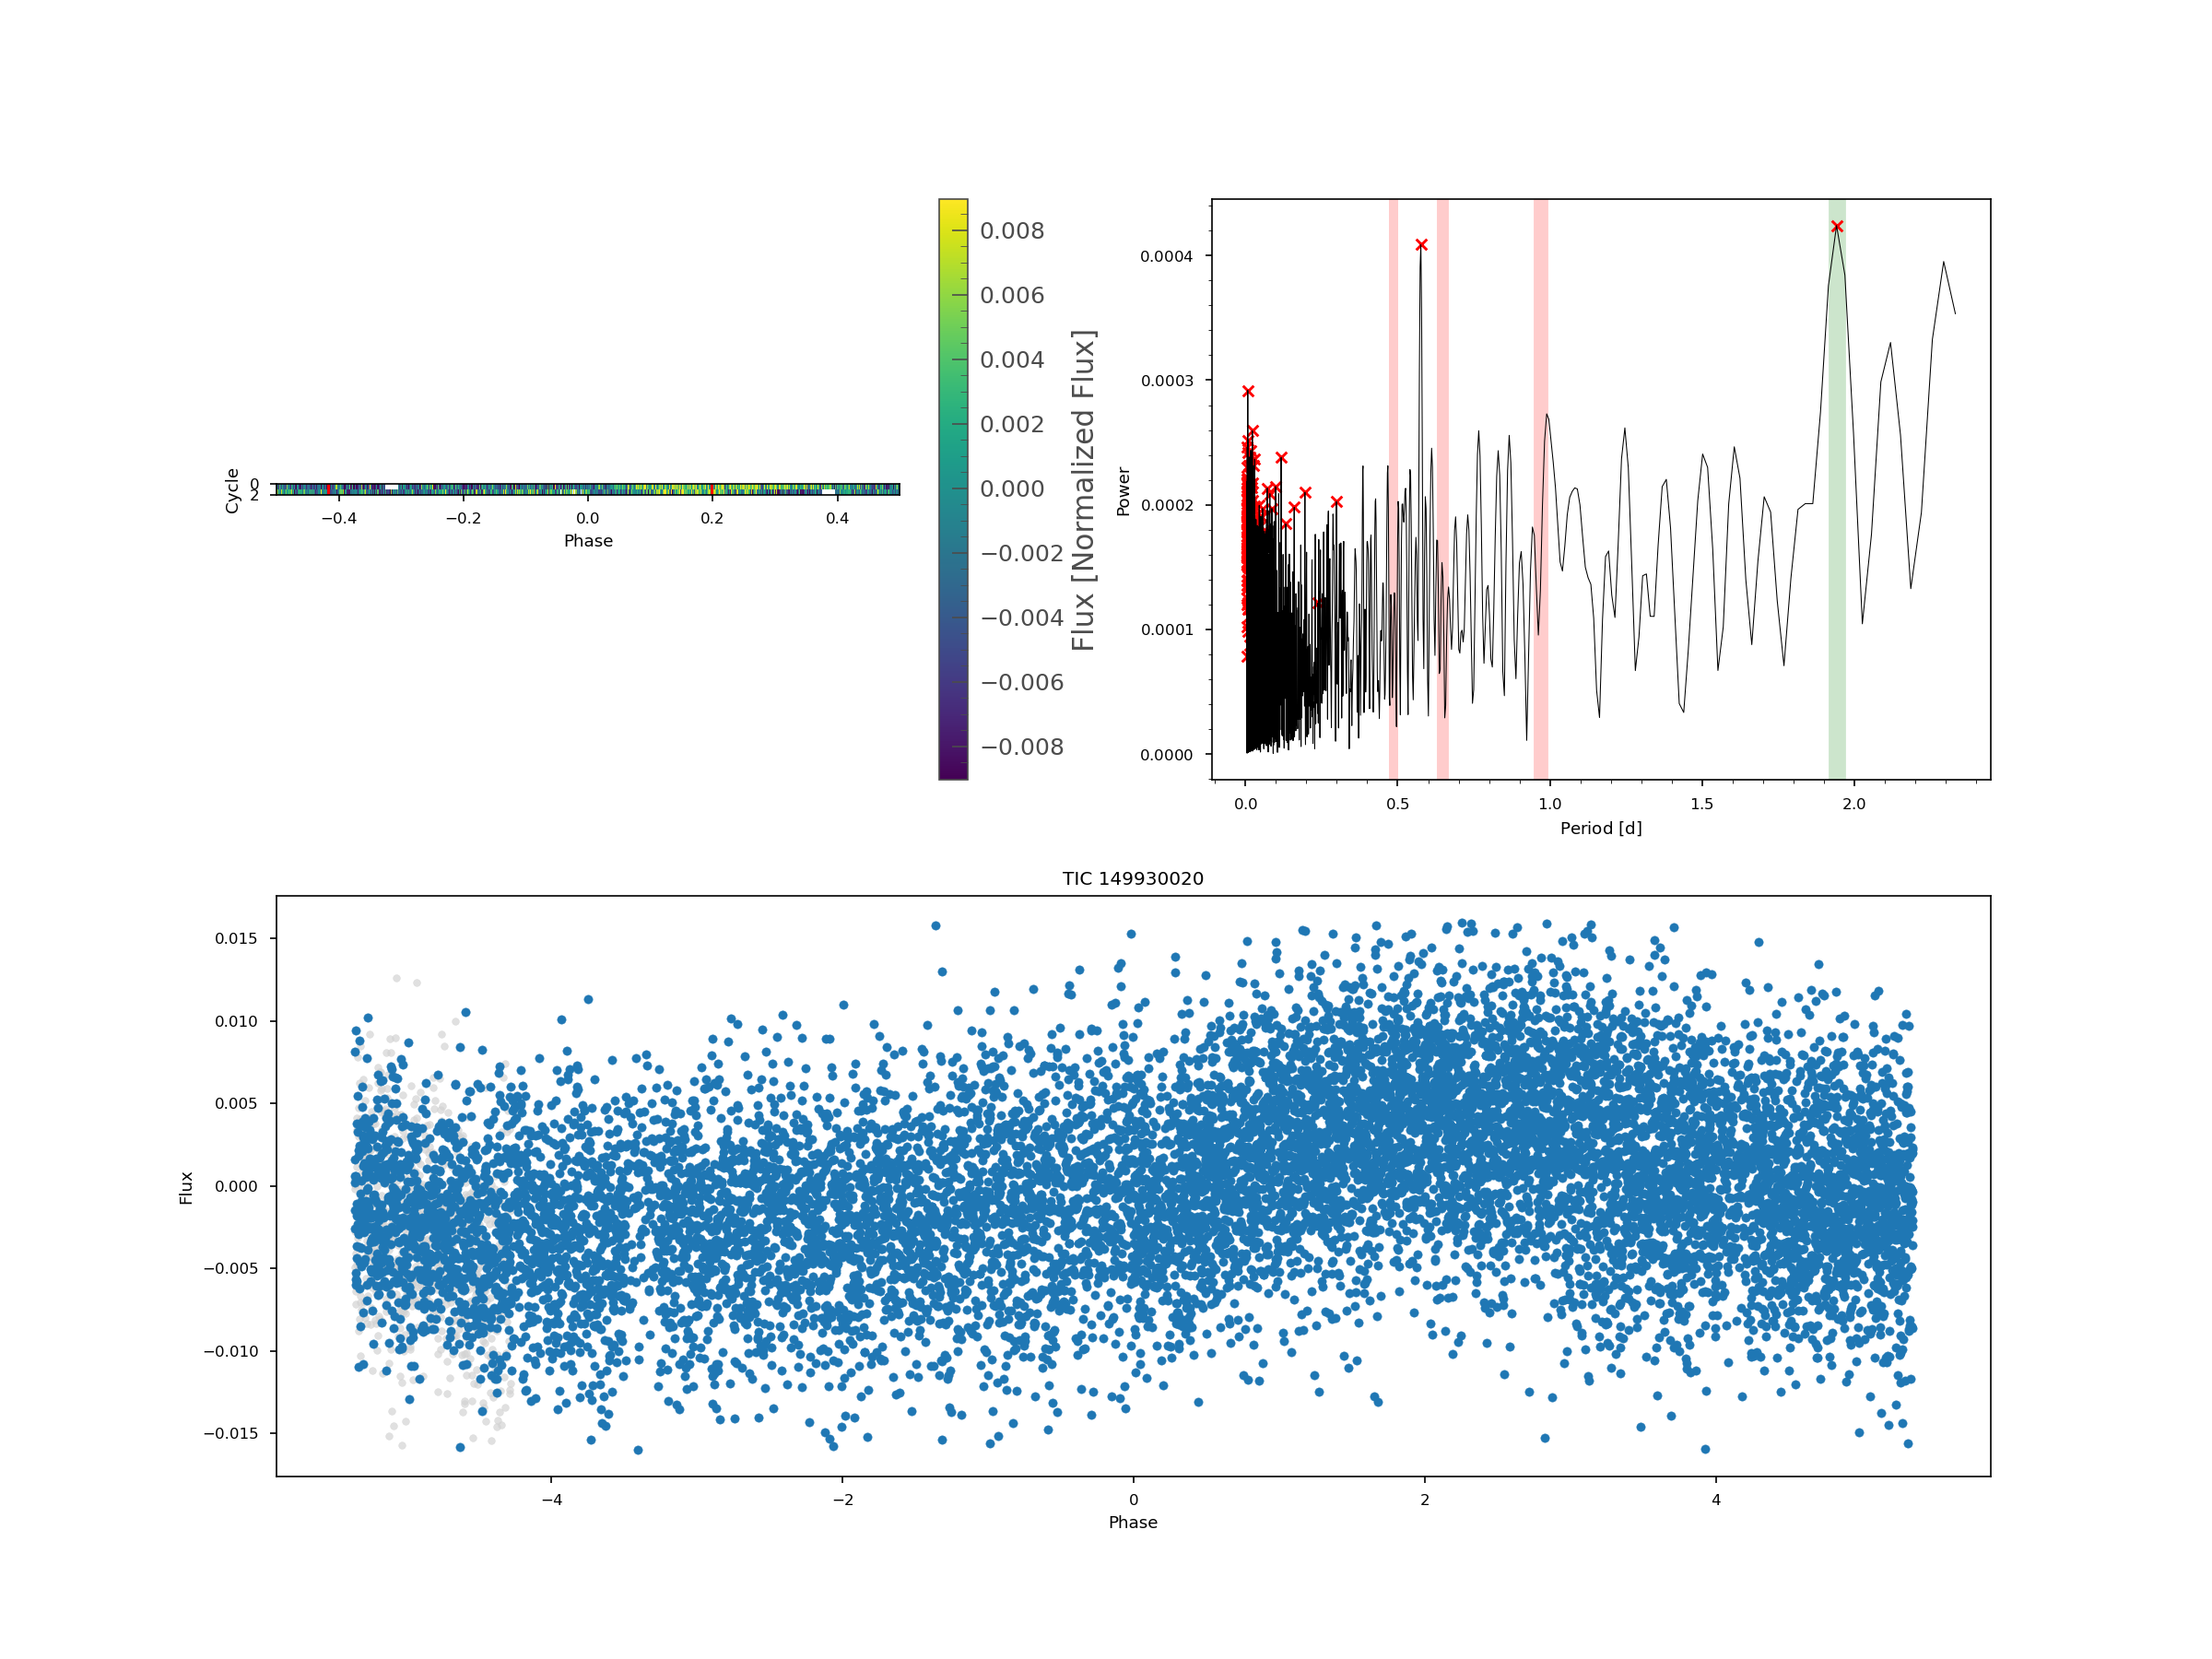 0
2
Cycle
−0.4 −0.2 0.0 0.2 0.4
Phase
0.008
0.006
0.004
0.002
0.000
−0.002
−0.004
−0.006
−0.008
Flux [Normalized Flux]
0.0004
0.0003
0.0002
0.0001
0.0000
Power
0.0 0.5 1.0 1.5 2.0
Period [d]
TIC 149930020
0.015
0.010
0.005
0.000
−0.005
−0.010
−0.015
Flux
−4 −2 0 2 4
Phase